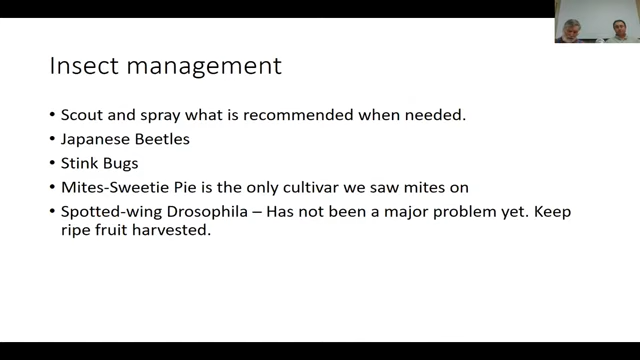 Insect management
• Scout and spray what is recommended when needed.
• Japanese Beetles
• Stink Bugs
• Mites-Sweetie Pie is the only cultivar we saw mites on
• Spotted-wing Drosophila – Has not been a major problem yet. Keep
ripe fruit harvested.